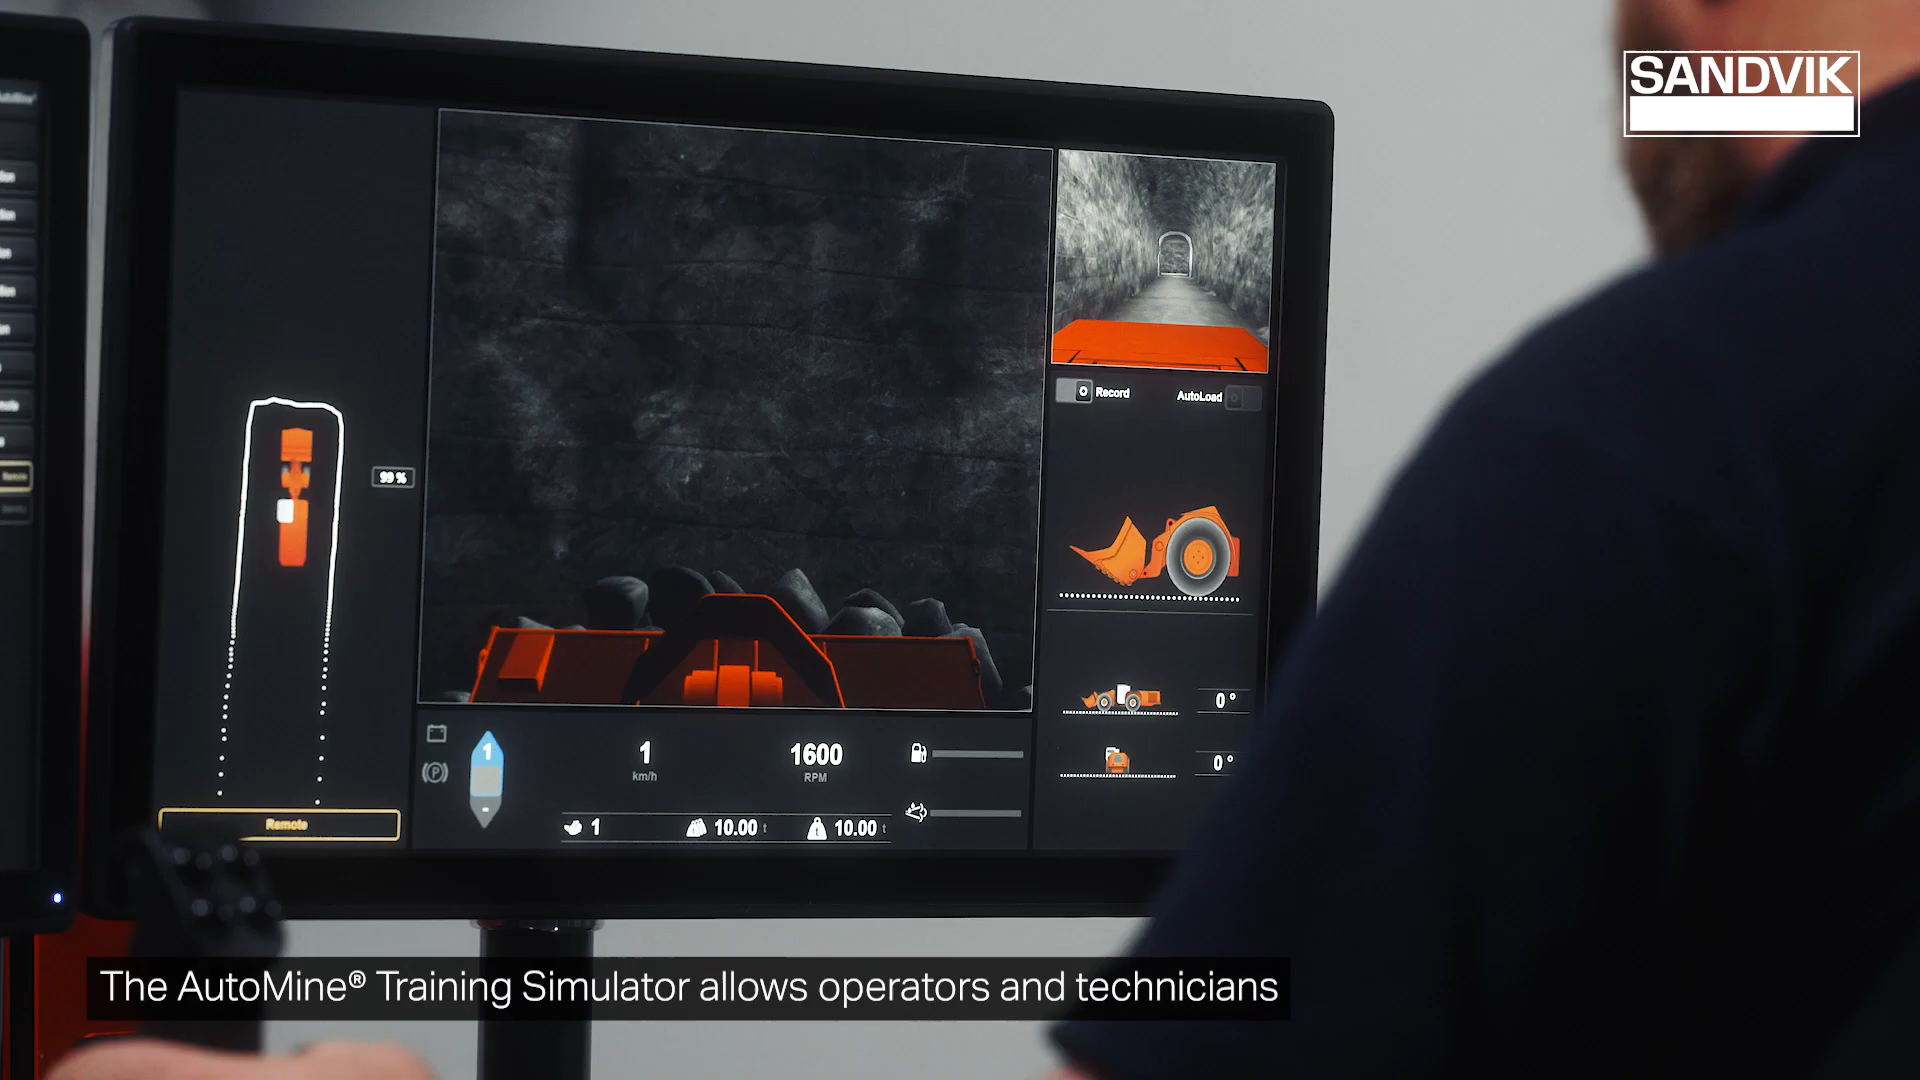 SANDVIK
Record
AutoLoad
99 %
1
1
km/h
1600
RPM
0 °
0 °
1
10.00 t
10.00 t
Remote
The AutoMine® Training Simulator allows operators and technicians